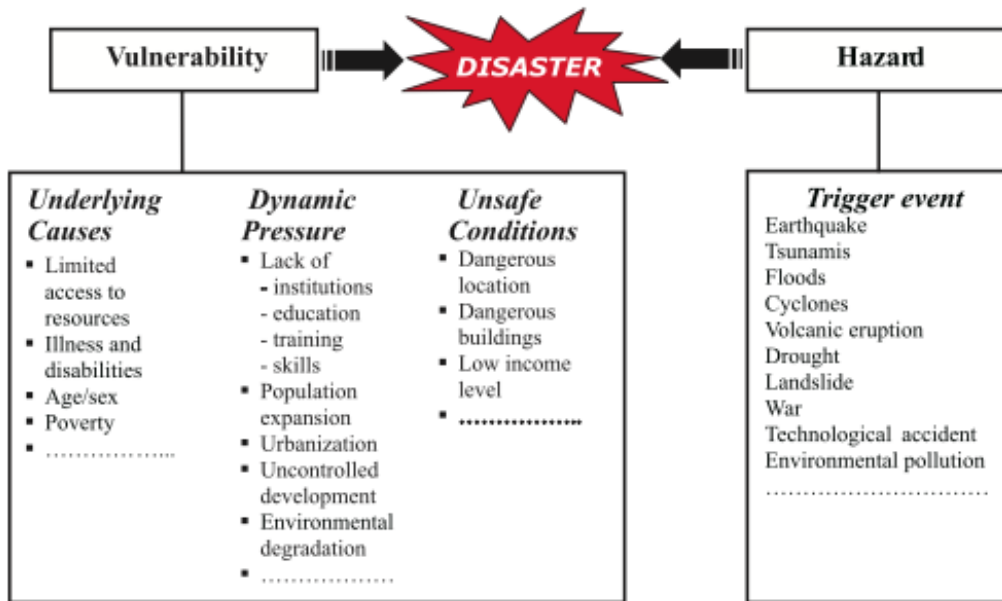 Vulnerability
DISASTER
Hazard
Underlying
Causes
▪ Limited
access to
resources
▪ Illness and
disabilities
▪ Age/sex
▪ Poverty
▪ ………………...
Dynamic
Pressure
▪ Lack of
- institutions
- education
- training
- skills
▪ Population
expansion
▪ Urbanization
▪ Uncontrolled
development
▪ Environmental
degradation
▪ ………………
Unsafe
Conditions
▪ Dangerous
location
▪ Dangerous
buildings
▪ Low income
level
▪ ………………..
Trigger event
Earthquake
Tsunamis
Floods
Cyclones
Volcanic eruption
Drought
Landslide
War
Technological accident
Environmental pollution
…………………………